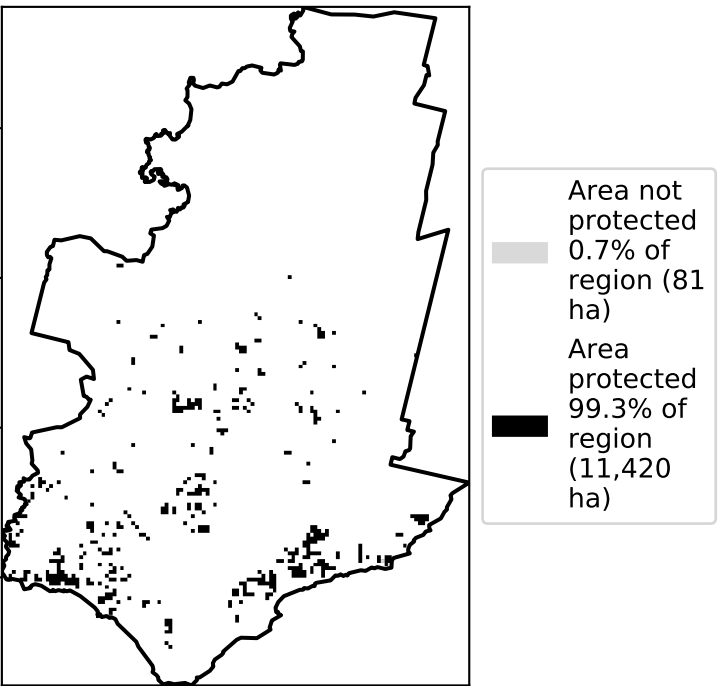 Area not
protected
0.7% of
region (81
ha)
Area
protected
99.3% of
region
(11,420
ha)